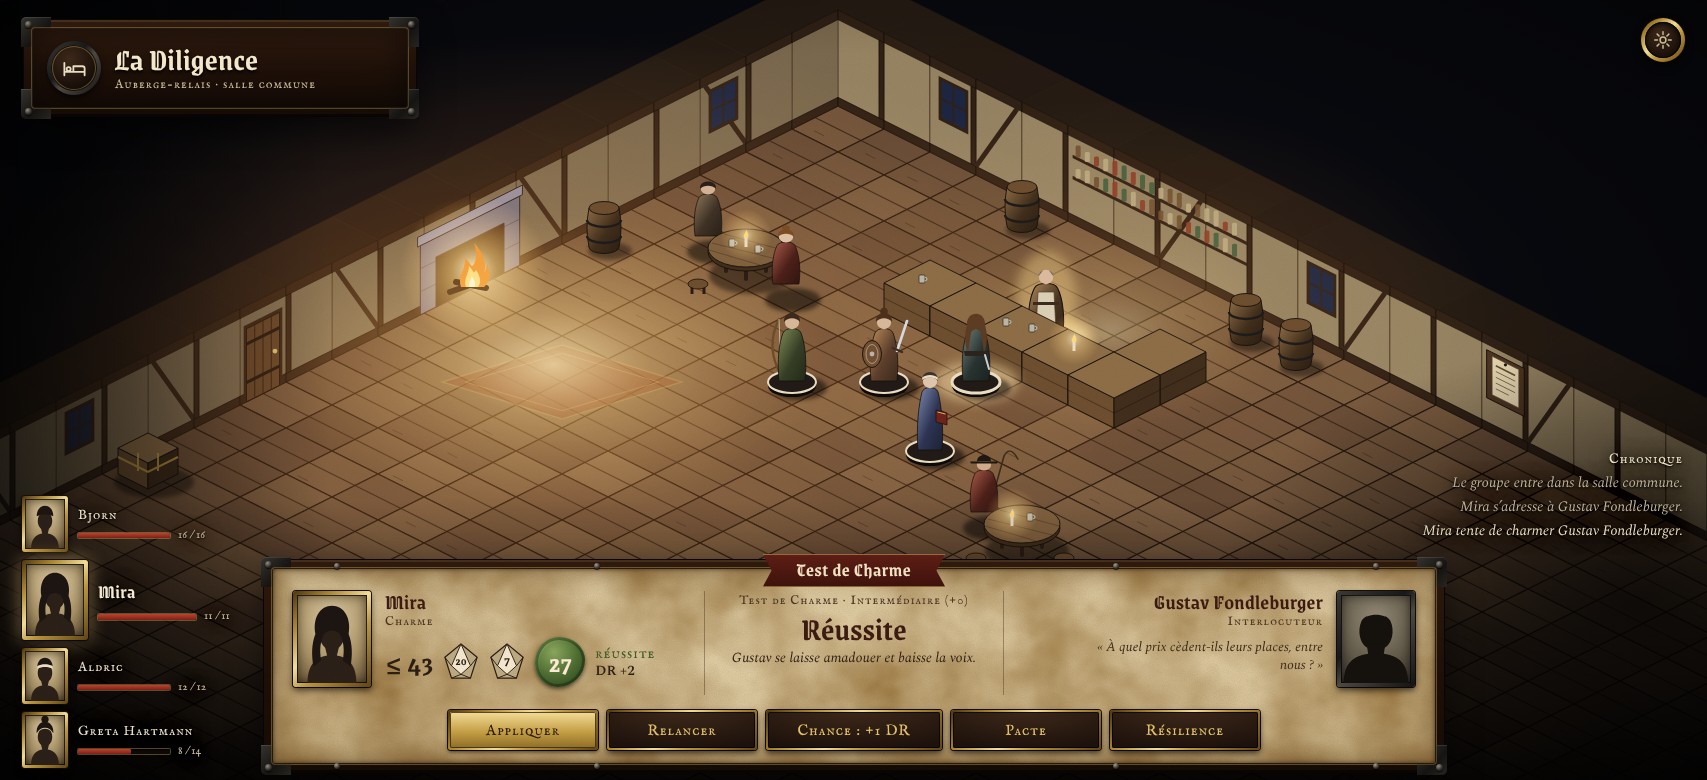 La Diligence
Auberge-relais · salle commune
Chronique
Le groupe entre dans la salle commune.
Mira s'adresse à Gustav Fondleburger.
Mira tente de charmer Gustav Fondleburger.
Bjorn
16/16
Mira
11/11
Aldric
12/12
Greta Hartmann
8/14
Test de Charme
Mira
Charme
≤ 43
20
7
27
RÉUSSITE
DR +2
Test de Charme · Intermédiaire (+0)
Réussite
Gustav se laisse amadouer et baisse la voix.
Gustav Fondleburger
Interlocuteur
« À quel prix cèdent-ils leurs places, entre
nous ? »
Appliquer
Relancer
Chance : +1 DR
Pacte
Résilience